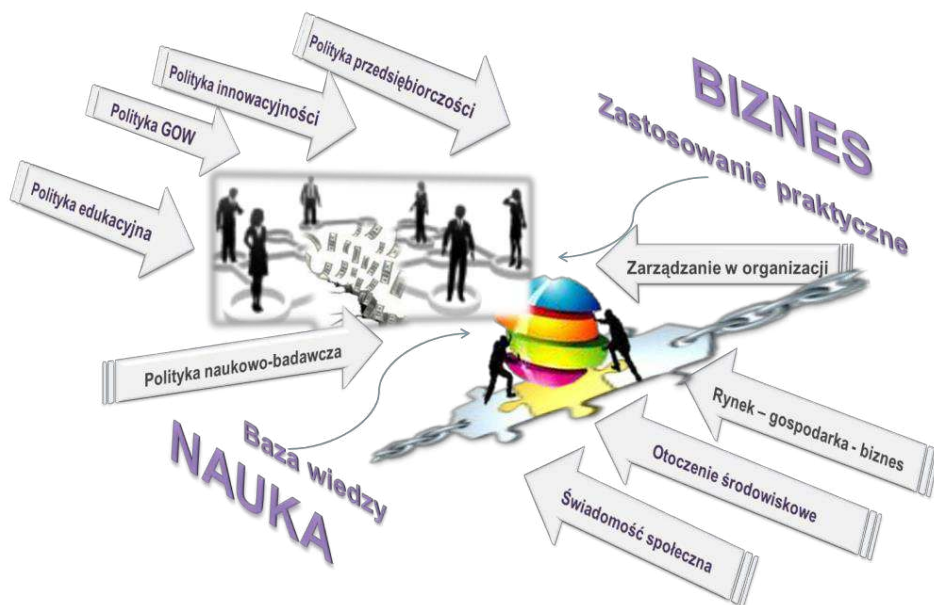 Polityka przedsiębiorczości
Polityka innowacyjności
Polityka GOW
Polityka edukacyjna
BIZNES
Zastosowanie praktyczne
Zarządzanie w organizacji
Polityka naukowo-badawcza
Rynek – gospodarka - biznes
Otoczenie środowiskowe
Świadomość społeczna
Baza wiedzy
NAUKA